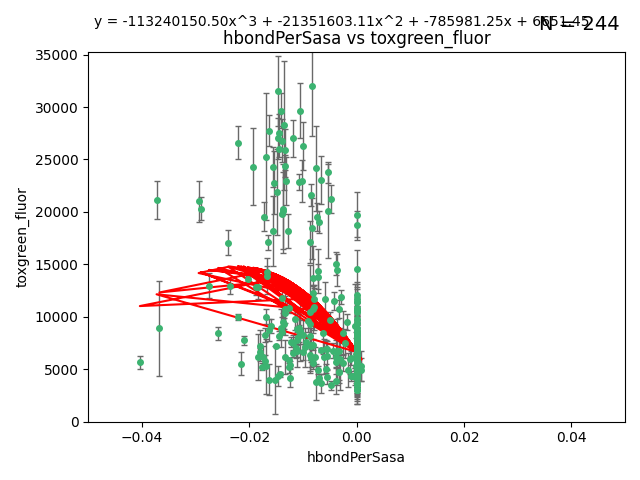 y = -113240150.50x^3 + -21351603.11x^2 + -785981.25x + 6651.45
N = 244
hbondPerSasa vs toxgreen_fluor
35000
30000
25000
20000
15000
10000
5000
0
toxgreen_fluor
−0.04
−0.02
0.00
0.02
0.04
hbondPerSasa